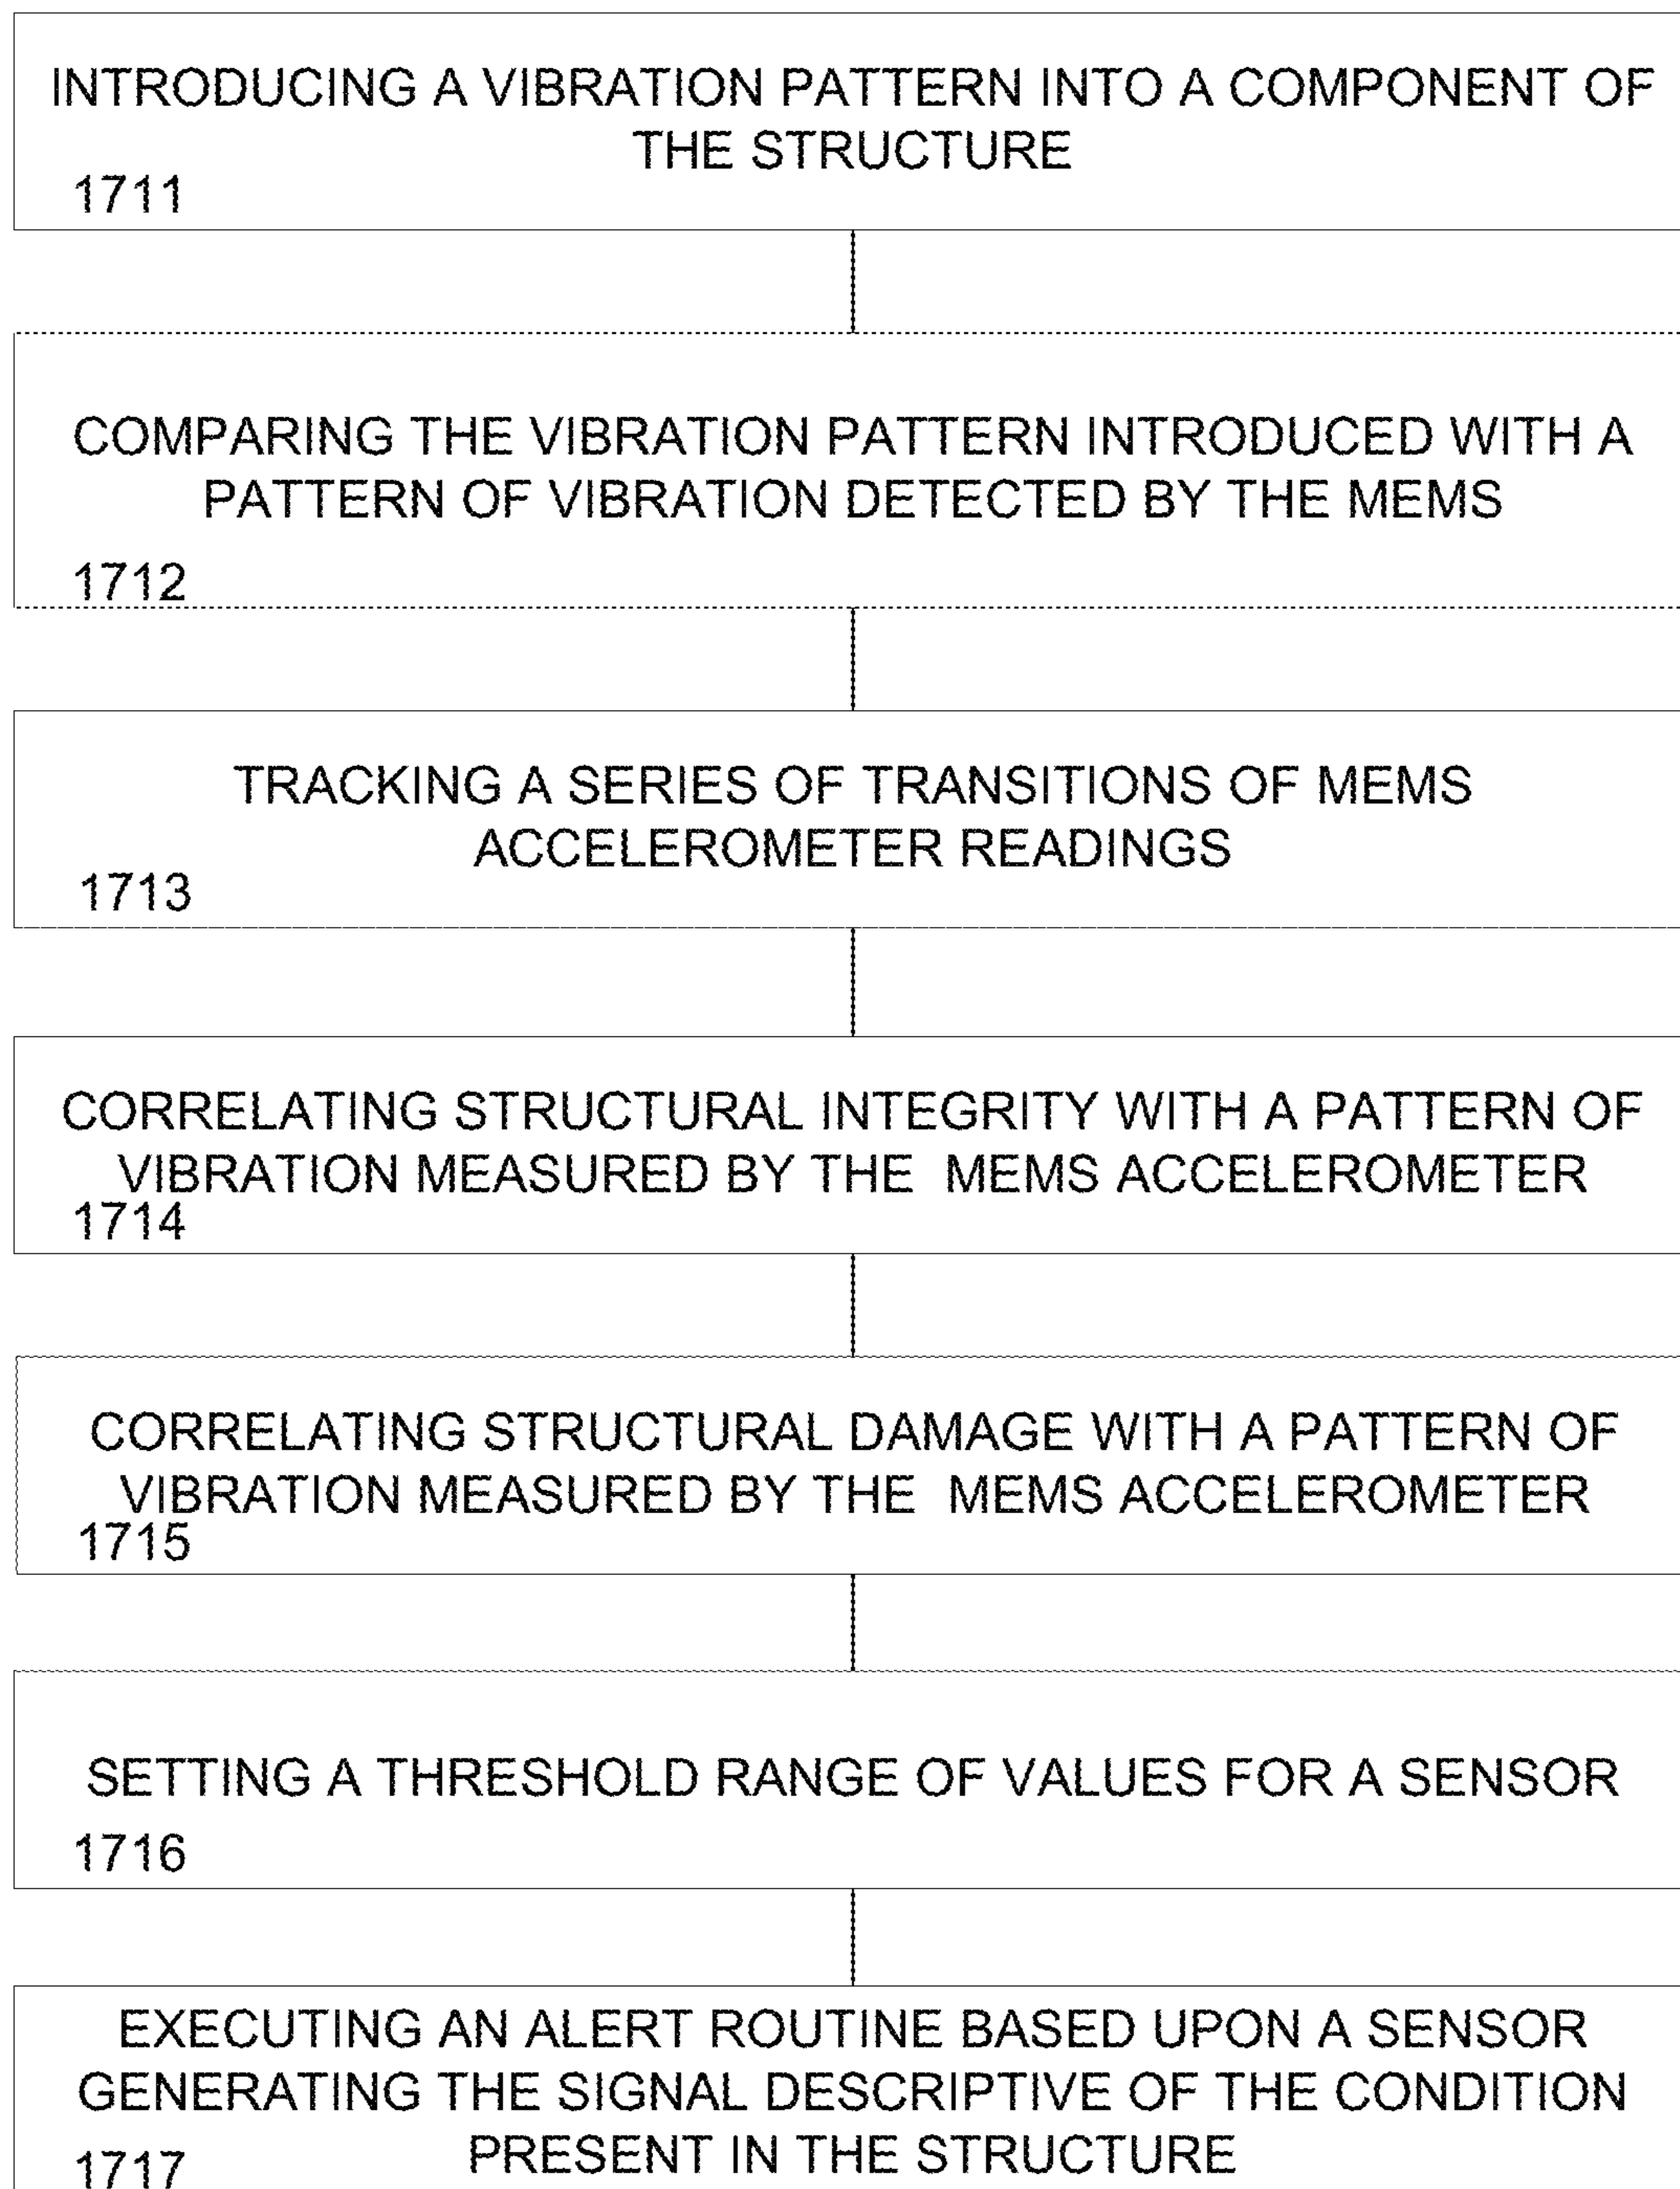 INTRODUCING A VIBRATION PATTERN INTO A COMPONENT OF
THE STRUCTURE
1711
COMPARING THE VIBRATION PATTERN INTRODUCED WITH A
PATTERN OF VIBRATION DETECTED BY THE MEMS
1712
TRACKING A SERIES OF TRANSITIONS OF MEMS
ACCELEROMETER READINGS
1713
CORRELATING STRUCTURAL INTEGRITY WITH A PATTERN OF
VIBRATION MEASURED BY THE MEMS ACCELEROMETER
1714
CORRELATING STRUCTURAL DAMAGE WITH A PATTERN OF
VIBRATION MEASURED BY THE MEMS ACCELEROMETER
1715
SETTING A THRESHOLD RANGE OF VALUES FOR A SENSOR
1716
EXECUTING AN ALERT ROUTINE BASED UPON A SENSOR
GENERATING THE SIGNAL DESCRIPTIVE OF THE CONDITION
PRESENT IN THE STRUCTURE
1717